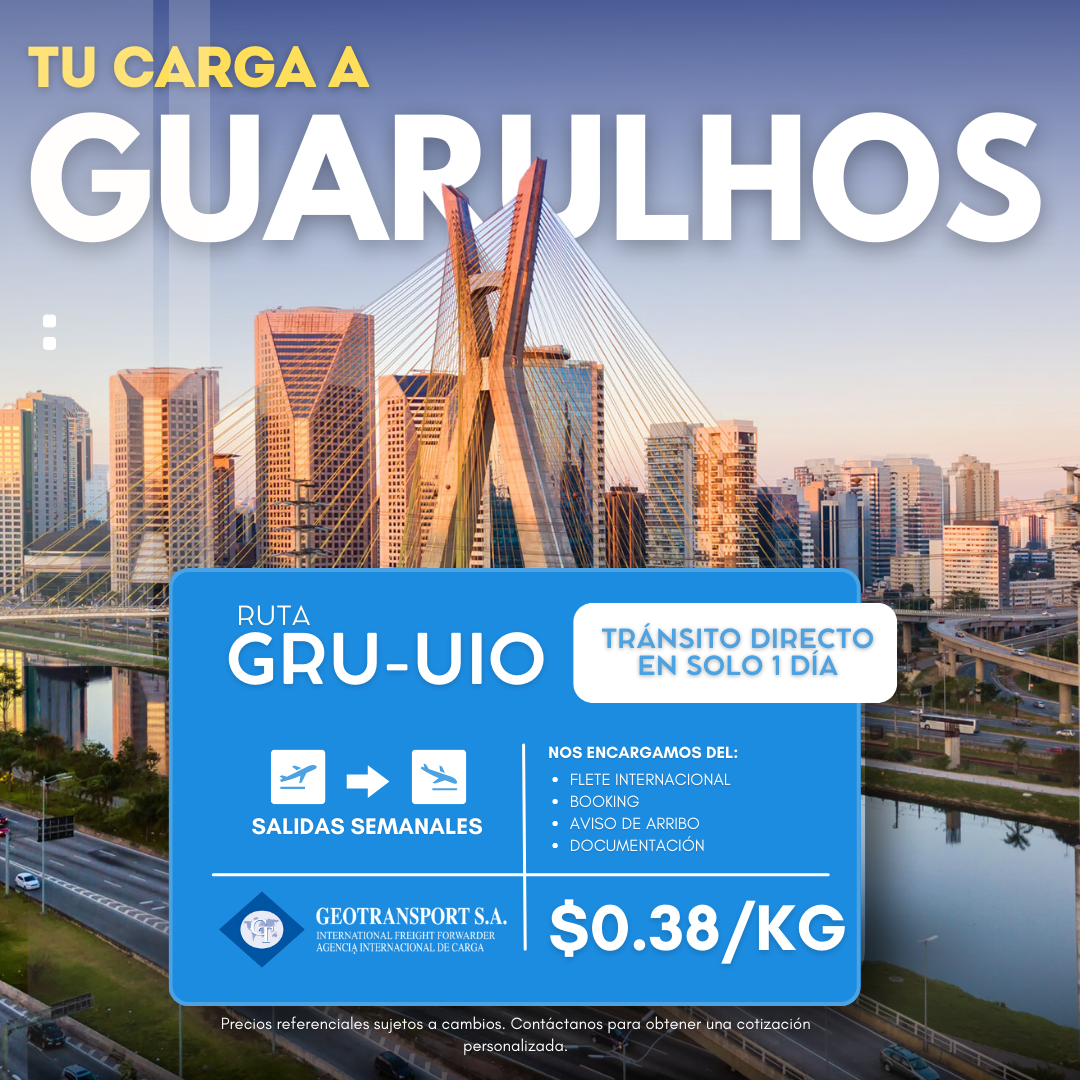 TU CARGA A
GUARULHOS
RUTA
GRU-UIO
TRÁNSITO DIRECTO
EN SOLO 1 DÍA
SALIDAS SEMANALES
NOS ENCARGAMOS DEL:
• FLETE INTERNACIONAL
• BOOKING
• AVISO DE ARRIBO
• DOCUMENTACIÓN
GEOTRANSPORT S.A.
INTERNATIONAL FREIGHT FORWARDER
AGENCIA INTERNACIONAL DE CARGA
$0.38/KG
Precios referenciales sujetos a cambios. Contáctanos para obtener una cotización
personalizada.